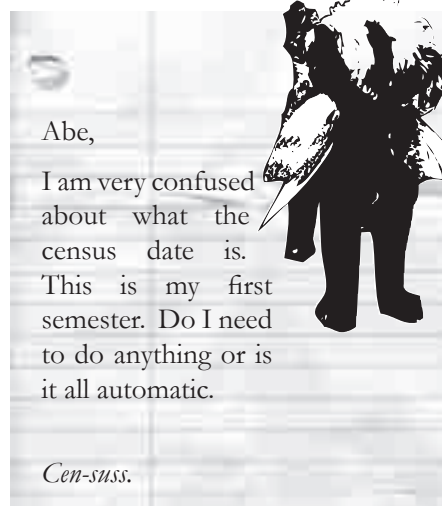 Abe,
I am very confused
about what the
census date is.
This is my first
semester. Do I need
to do anything or is
it all automatic.
Cen-suss.